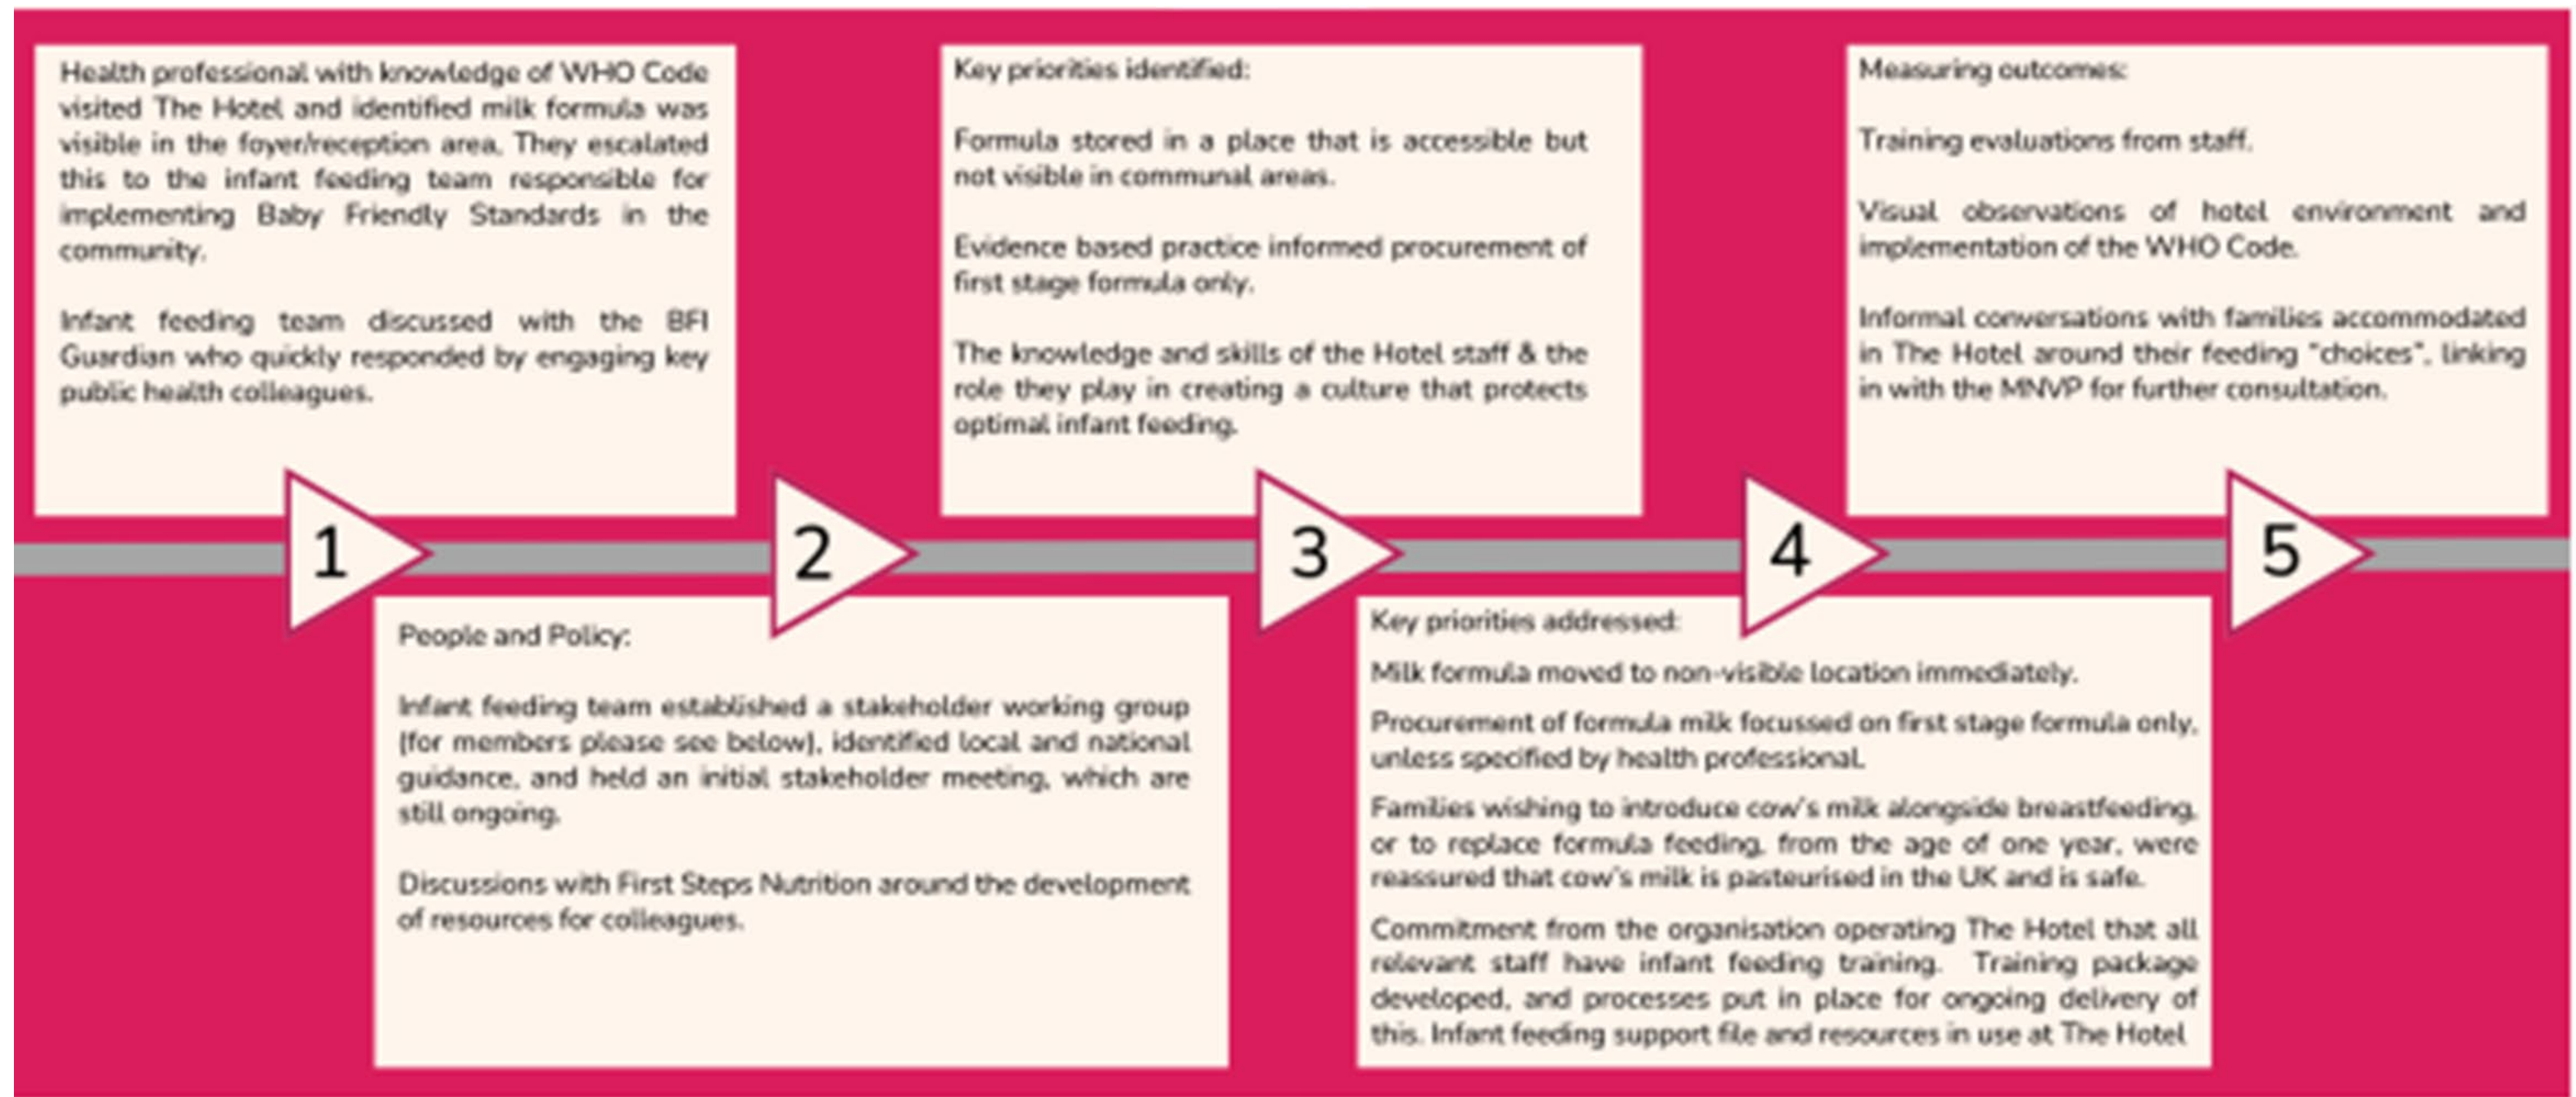 Health professional with knowledge of WHO Code
visited The Hotel and identified milk formula was
visible in the foyer/reception area. They escalated
this to the infant feeding team responsible for
implementing Baby Friendly Standards in the
community.
Infant feeding team discussed with the BFI
Guardian who quickly responded by engaging key
public health colleagues.
1
People and Policy:
Infant feeding team established a stakeholder working group
(for members please see below), identified local and national
guidance, and held an initial stakeholder meeting, which are
still ongoing.
Discussions with First Steps Nutrition around the development
of resources for colleagues.
2
Key priorities identified:
Formula stored in a place that is accessible but
not visible in communal areas.
Evidence based practice informed procurement of
first stage formula only.
The knowledge and skills of the Hotel staff & the
role they play in creating a culture that protects
optimal infant feeding.
3
Key priorities addressed:
Milk formula moved to non-visible location immediately.
Procurement of formula milk focussed on first stage formula only,
unless specified by health professional.
Families wishing to introduce cow's milk alongside breastfeeding,
or to replace formula feeding, from the age of one year, were
reassured that cow's milk is pasteurised in the UK and is safe.
Commitment from the organisation operating The Hotel that all
relevant staff have infant feeding training. Training package
developed, and processes put in place for ongoing delivery of
this. Infant feeding support file and resources in use at The Hotel
4
Measuring outcomes:
Training evaluations from staff.
Visual observations of hotel environment and
implementation of the WHO Code.
Informal conversations with families accommodated
in The Hotel around their feeding "choices", linking
in with the MNVP for further consultation.
5